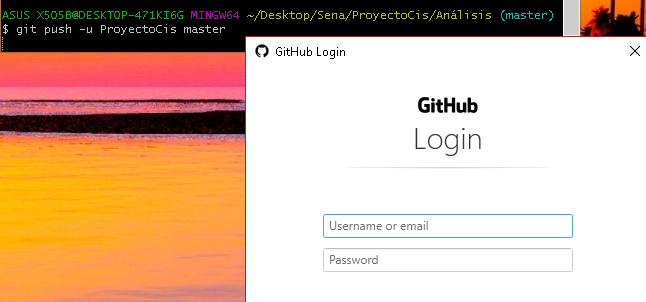 ASUS X505B@DESKTOP-471KI6G MINGW64 ~/Desktop/Sena/ProyectoCis/Análisis (master)
$ git push -u ProyectoCis master
GitHub Login
GitHub
Login
Username or email
Password